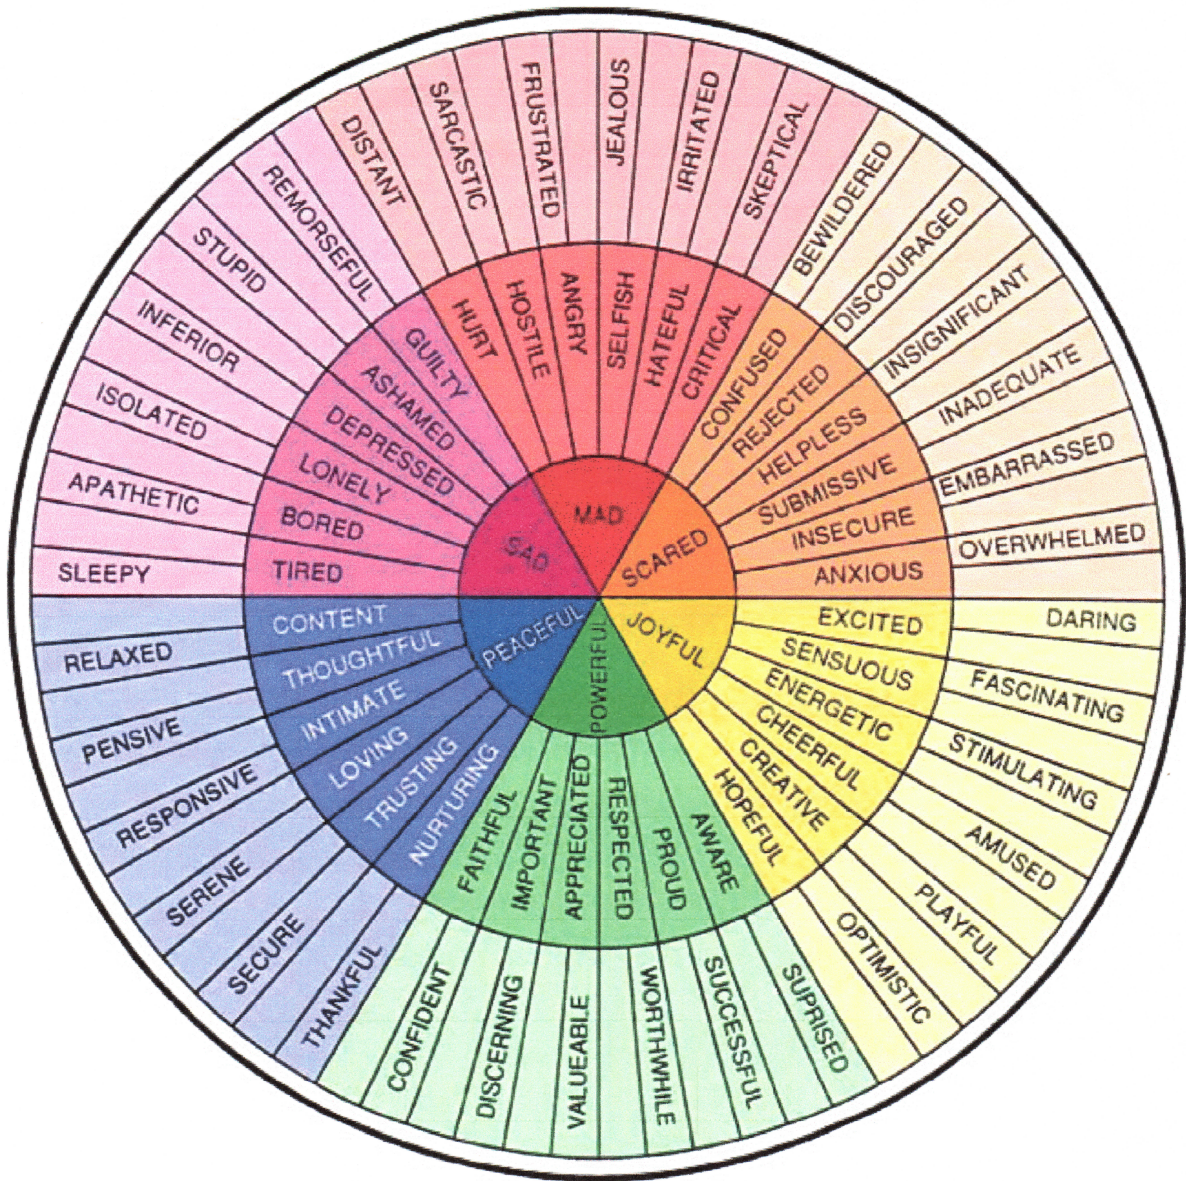 MAD
SCARED
JOYFUL
POWERFUL
PEACEFUL
SAD
HURT
HOSTILE
ANGRY
SELFISH
HATEFUL
CRITICAL
CONFUSED
REJECTED
HELPLESS
SUBMISSIVE
INSECURE
ANXIOUS
EXCITED
SENSUOUS
ENERGETIC
CHEERFUL
CREATIVE
HOPEFUL
AWARE
PROUD
RESPECTED
APPRECIATED
IMPORTANT
FAITHFUL
NURTURING
TRUSTING
LOVING
INTIMATE
THOUGHTFUL
CONTENT
TIRED
BORED
LONELY
DEPRESSED
ASHAMED
GUILTY
DISTANT
SARCASTIC
FRUSTRATED
JEALOUS
IRRITATED
SKEPTICAL
BEWILDERED
DISCOURAGED
INSIGNIFICANT
INADEQUATE
EMBARRASSED
OVERWHELMED
DARING
FASCINATING
STIMULATING
AMUSED
PLAYFUL
OPTIMISTIC
SUPRISED
SUCCESSFUL
WORTHWHILE
VALUEABLE
DISCERNING
CONFIDENT
THANKFUL
SECURE
SERENE
RESPONSIVE
PENSIVE
RELAXED
SLEEPY
APATHETIC
ISOLATED
INFERIOR
STUPID
REMORSEFUL